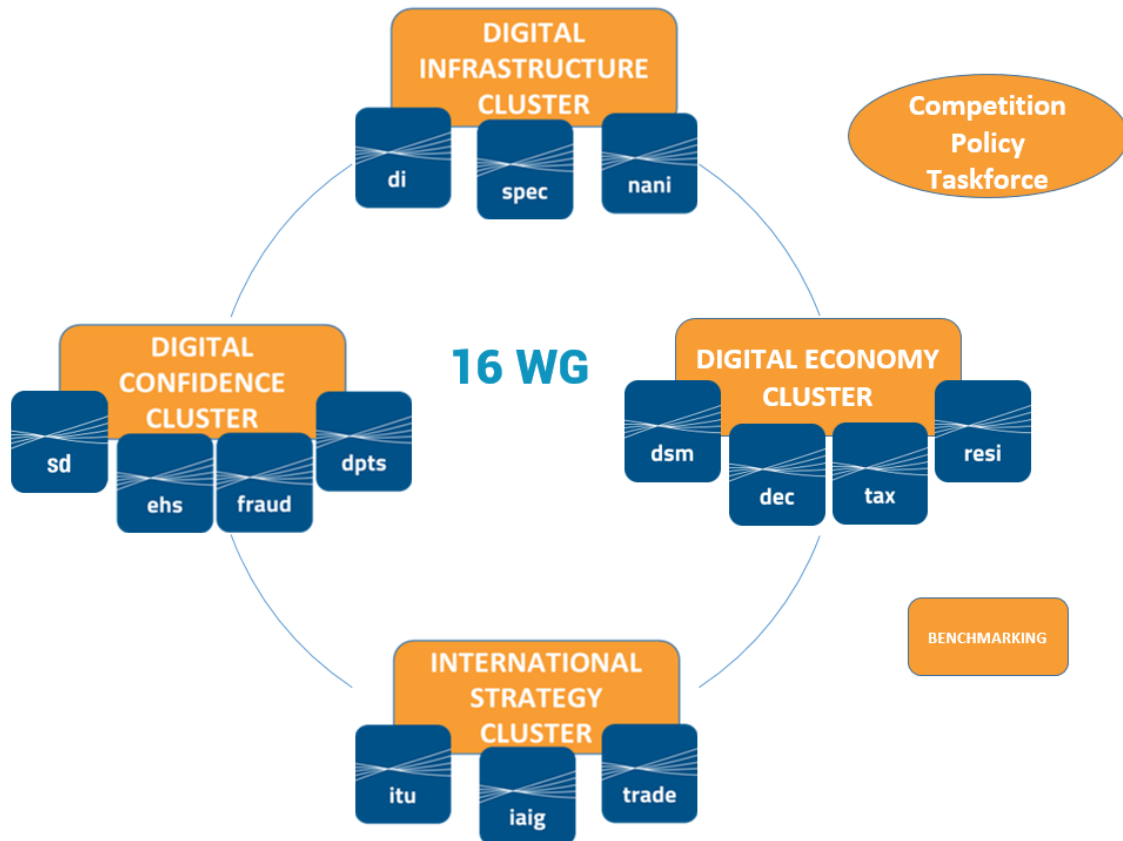 DIGITAL
INFRASTRUCTURE
CLUSTER
di
spec
nani
Competition
Policy
Taskforce
DIGITAL
CONFIDENCE
CLUSTER
sd
ehs
fraud
dpts
16 WG
DIGITAL ECONOMY
CLUSTER
dsm
dec
tax
resi
BENCHMARKING
INTERNATIONAL
STRATEGY
CLUSTER
itu
iaig
trade